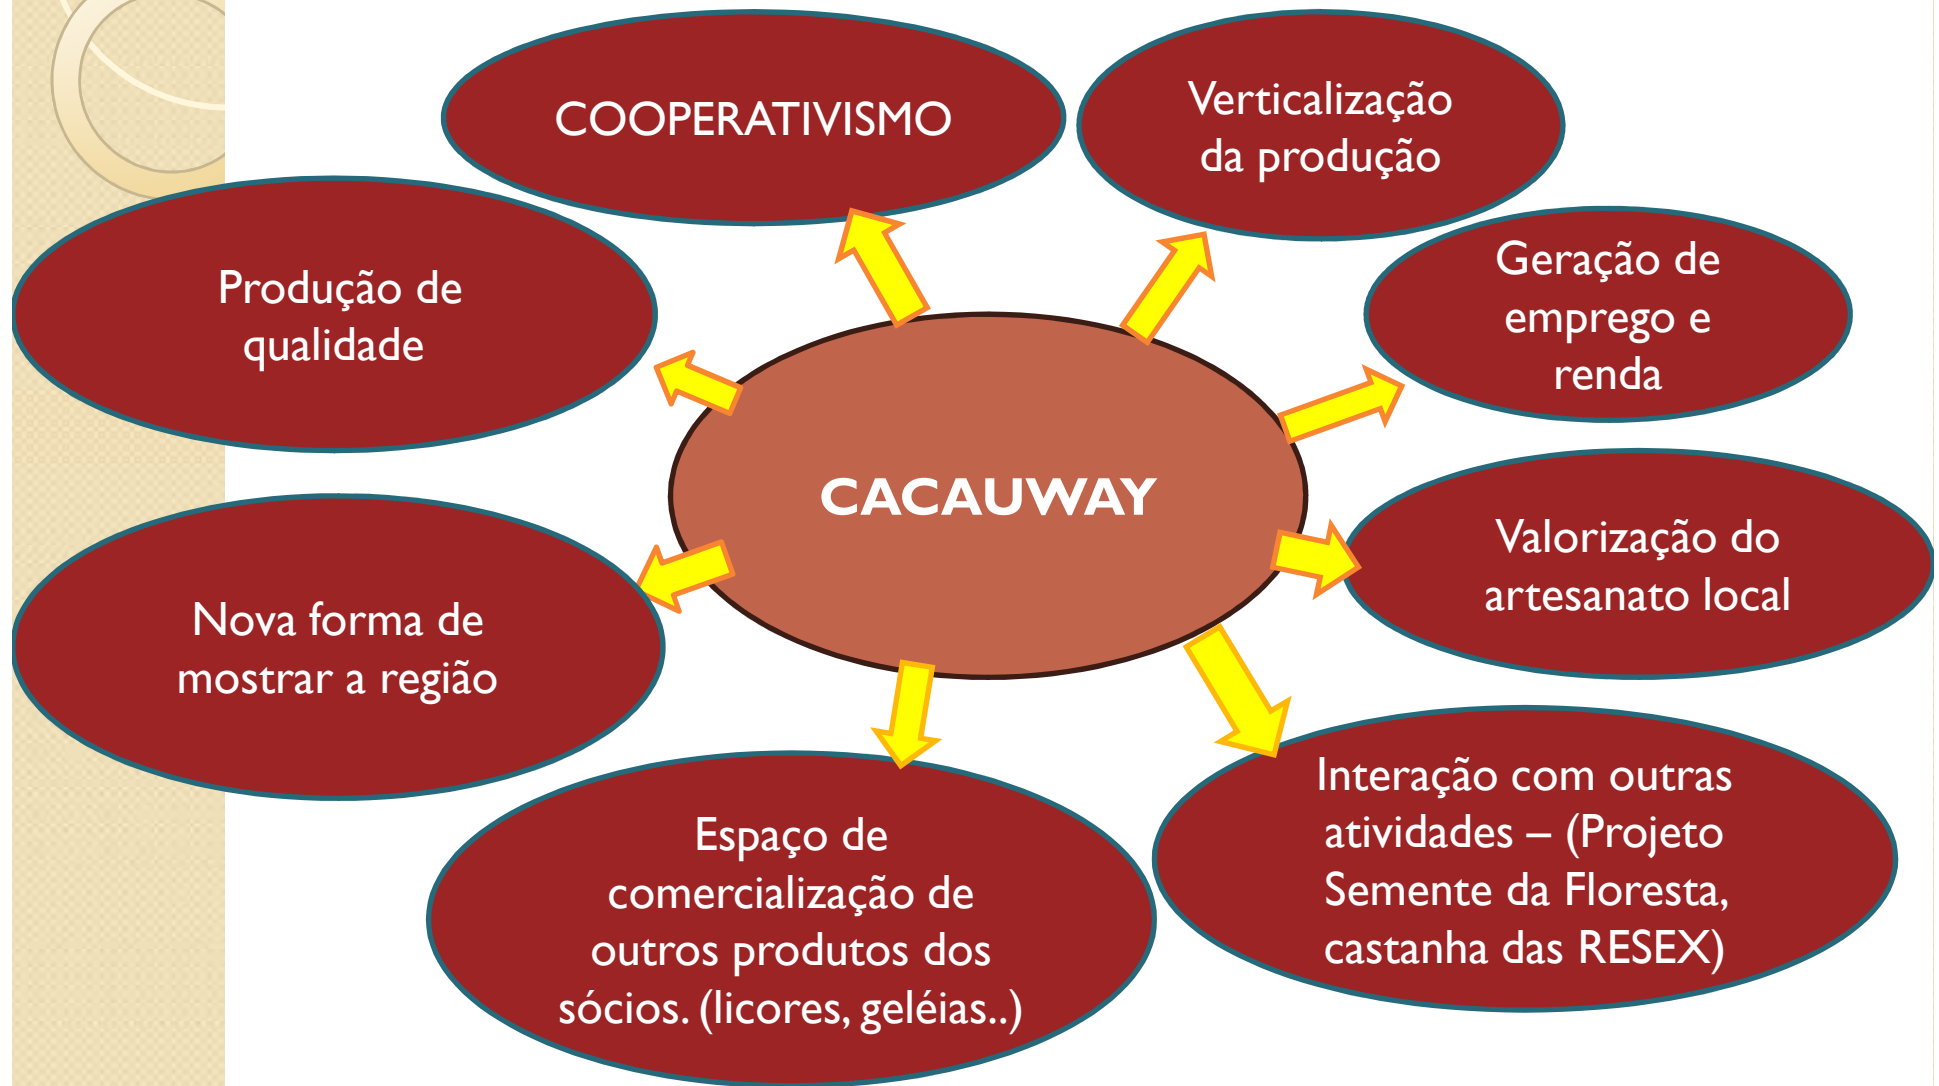 COOPERATIVISMO
Verticalização
da produção
Geração de
emprego e
renda
Produção de
qualidade
CACAUWAY
Valorização do
artesanato local
Nova forma de
mostrar a região
Interação com outras
atividades – (Projeto
Semente da Floresta,
castanha das RESEX)
Espaço de
comercialização de
outros produtos dos
sócios. (licores, geléias..)